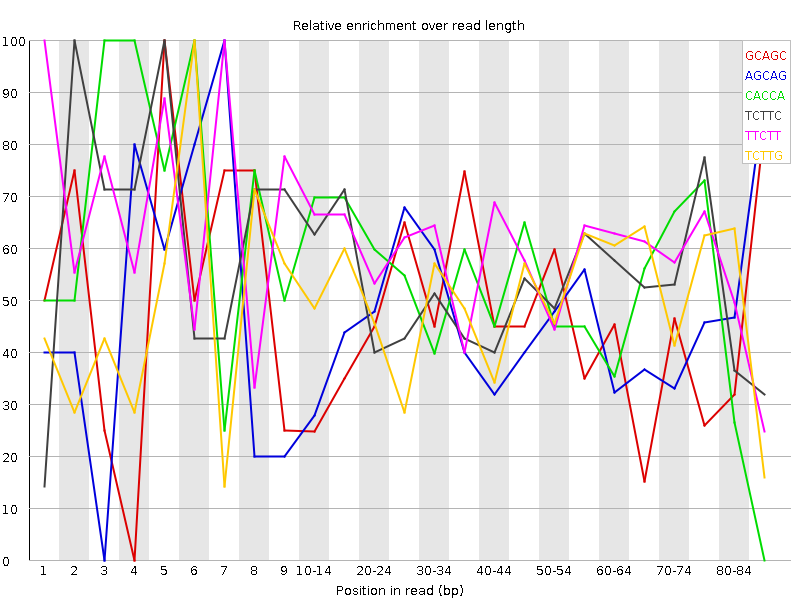 Relative enrichment over read length
100
90
80
70
60
50
40
30
20
10
0
GCAGC
AGCAG
CACCA
TCTTC
TTCTT
TCTTG
1 2 3 4 5 6 7 8 9 10-14 20-24 30-34 40-44 50-54 60-64 70-74 80-84
Position in read (bp)